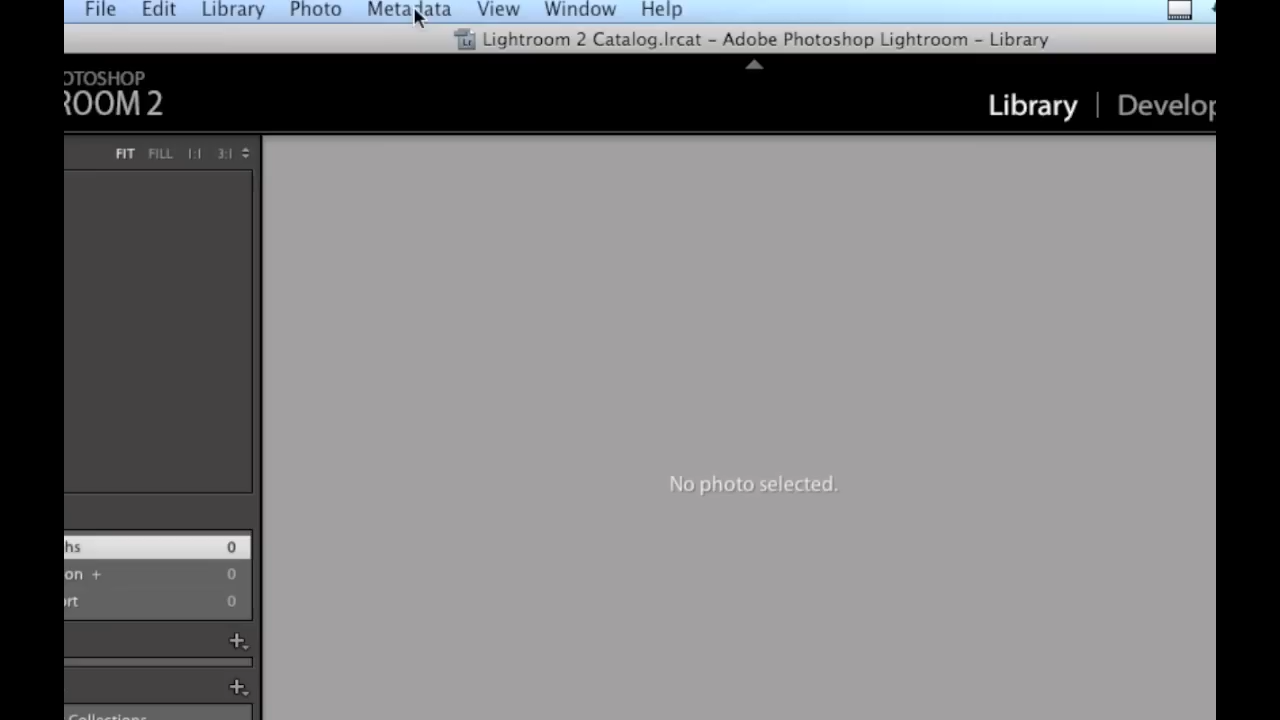 File Edit Library Photo Metadata View Window Help
Lightroom 2 Catalog.lrcat – Adobe Photoshop Lightroom – Library
OTOSHOP
ROOM 2
Library | Develop
FIT FILL 1:1 3:1
No photo selected.
hs 0
on + 0
ort 0
Collections